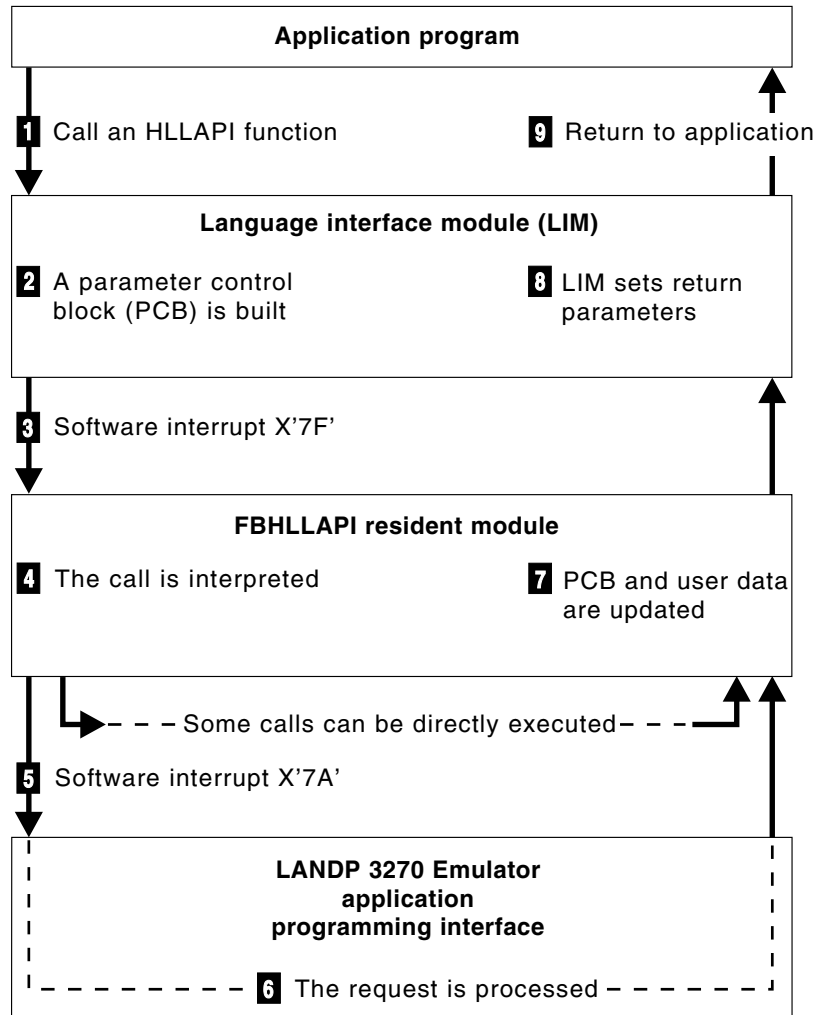 Application program
1 Call an HLLAPI function
9 Return to application
Language interface module (LIM)
2 A parameter control
block (PCB) is built
8 LIM sets return
parameters
3 Software interrupt X’7F’
FBHLLAPI resident module
4 The call is interpreted
7 PCB and user data
are updated
Some calls can be directly executed
5 Software interrupt X’7A’
LANDP 3270 Emulator
application
programming interface
6 The request is processed